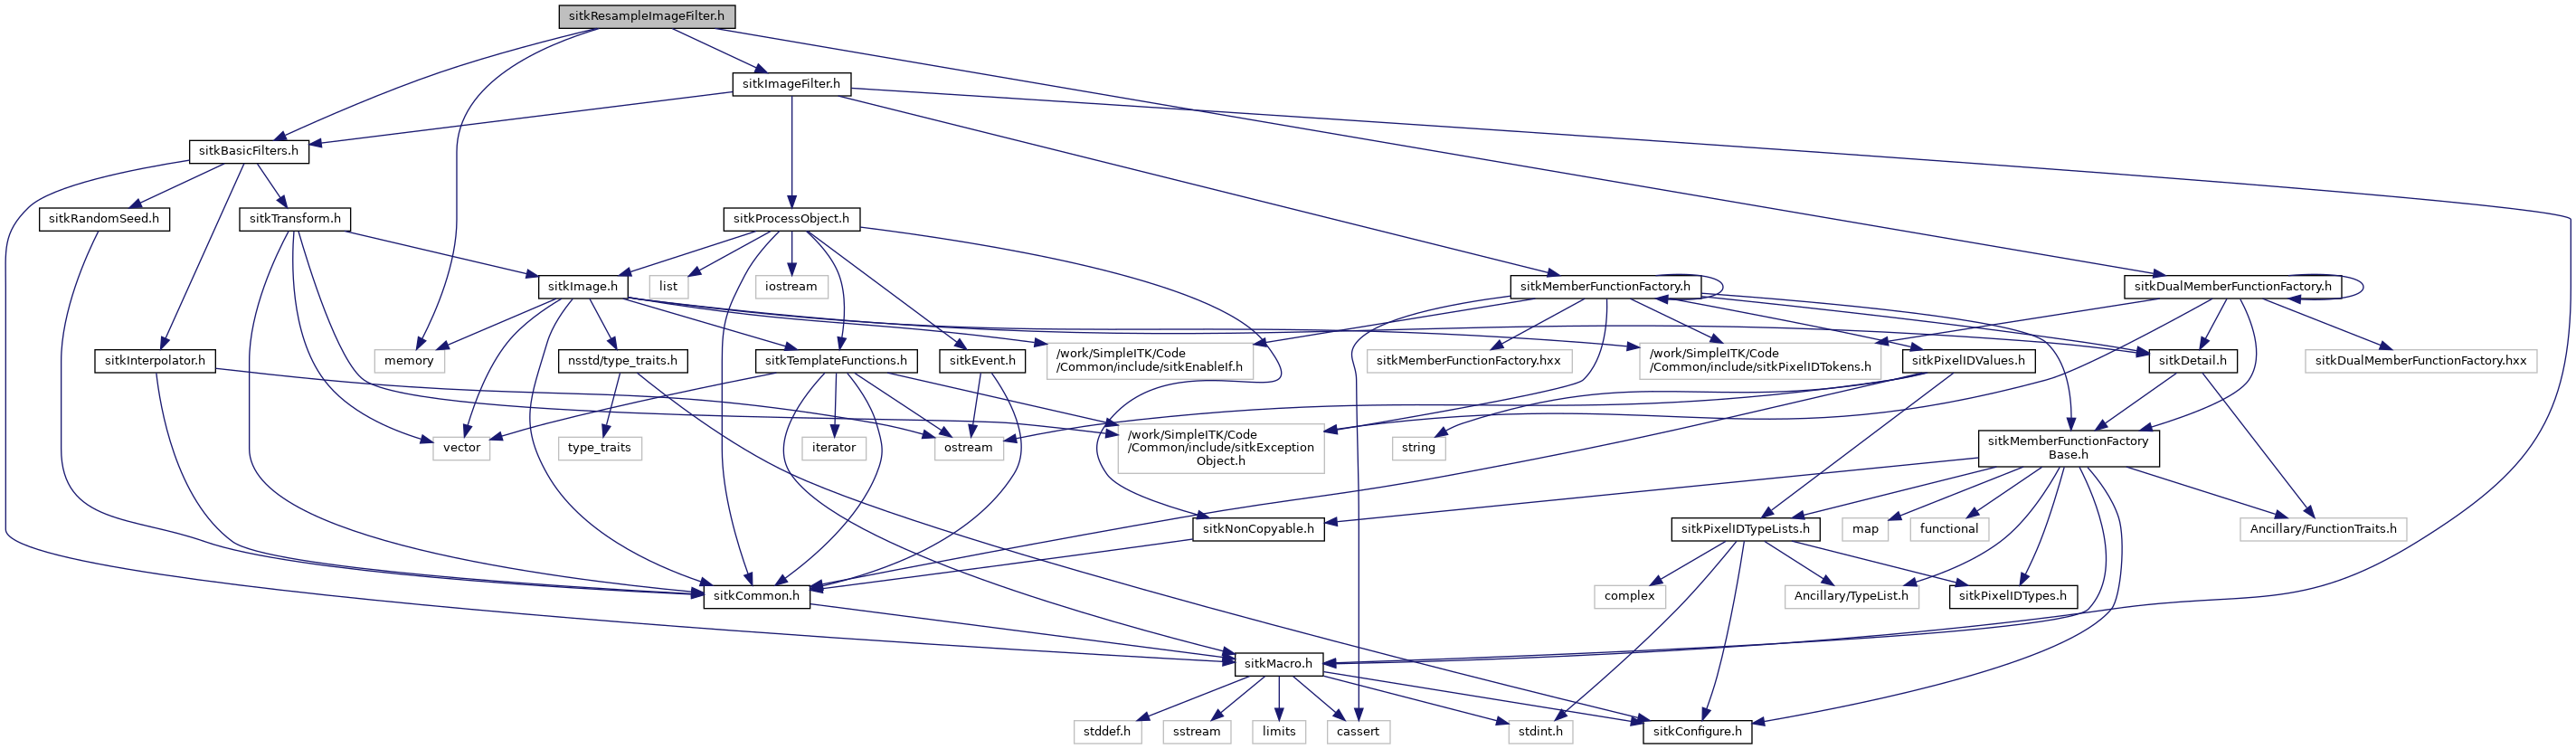 sitkResampleImageFilter.h
sitkImageFilter.h
sitkBasicFilters.h
sitkRandomSeed.h
sitkTransform.h
sitkProcessObject.h
sitkImage.h
list
iostream
sitkMemberFunctionFactory.h
sitkDualMemberFunctionFactory.h
sitkInterpolator.h
memory
nsstd/type_traits.h
sitkTemplateFunctions.h
sitkEvent.h
/work/SimpleITK/Code
/Common/include/sitkEnableIf.h
sitkMemberFunctionFactory.hxx
/work/SimpleITK/Code
/Common/include/sitkPixelIDTokens.h
sitkPixelIDValues.h
sitkDetail.h
sitkDualMemberFunctionFactory.hxx
vector
type_traits
iterator
ostream
/work/SimpleITK/Code
/Common/include/sitkException
Object.h
string
sitkMemberFunctionFactory
Base.h
sitkNonCopyable.h
sitkPixelIDTypeLists.h
map
functional
Ancillary/FunctionTraits.h
sitkCommon.h
complex
Ancillary/TypeList.h
sitkPixelIDTypes.h
sitkMacro.h
stddef.h
sstream
limits
cassert
stdint.h
sitkConfigure.h